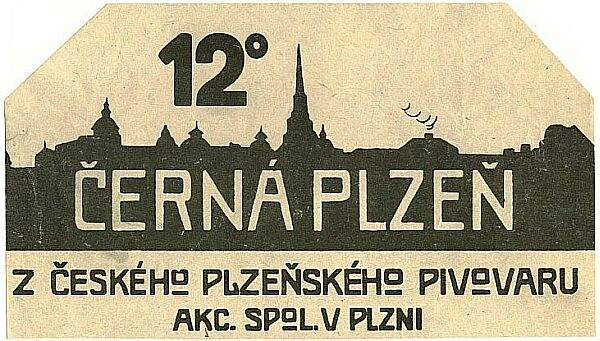 12°
ČERNÁ PLZEŇ
Z ČESKÉHO PLZEŇSKÉHO PIVOVARU
AKC. SPOL. V PLZNI